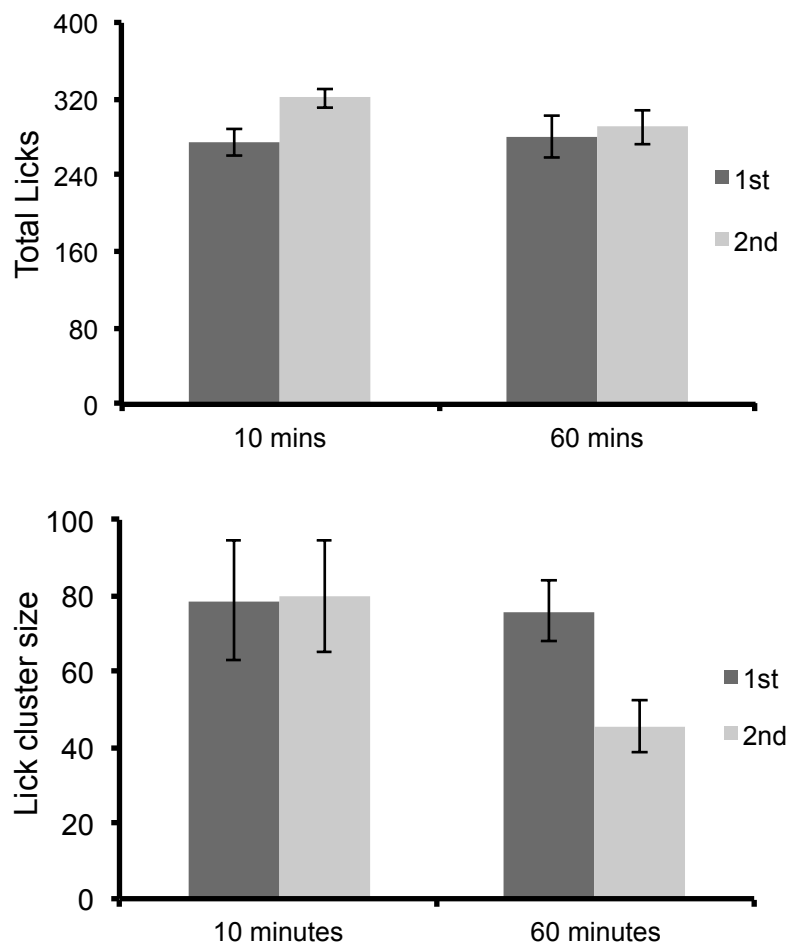 Total Licks
400
320
240
160
80
0
10 mins
60 mins
1st
2nd
Lick cluster size
100
80
60
40
20
0
10 minutes
60 minutes
1st
2nd